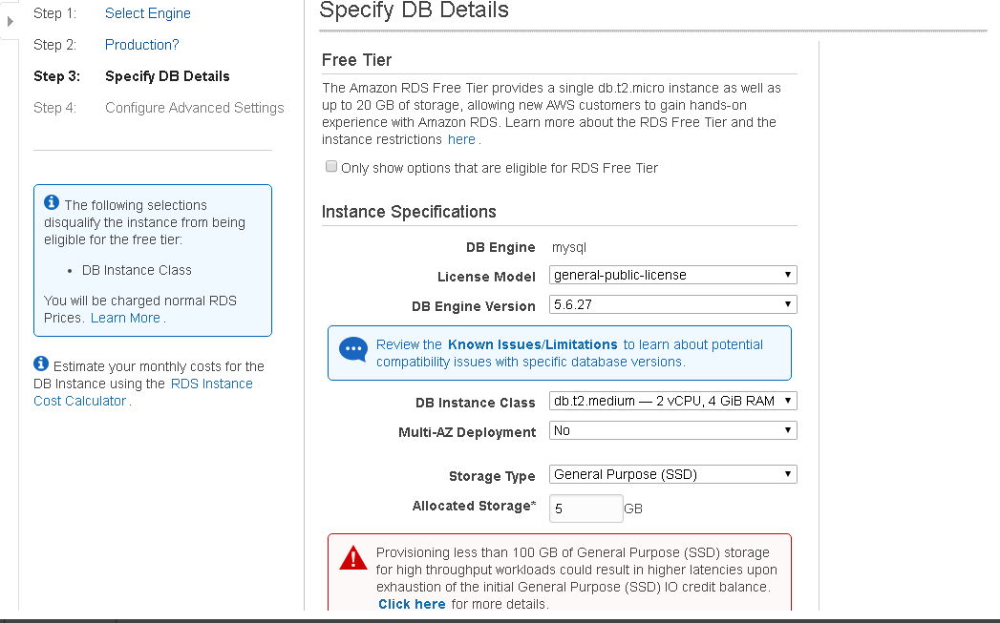 Step 1: Select Engine
Step 2: Production?
Step 3: Specify DB Details
Step 4: Configure Advanced Settings
The following selections
disqualify the instance from being
eligible for the free tier:
• DB Instance Class
You will be charged normal RDS
Prices. Learn More .
Estimate your monthly costs for the
DB Instance using the RDS Instance
Cost Calculator .
Specify DB Details
Free Tier
The Amazon RDS Free Tier provides a single db.t2.micro instance as well as
up to 20 GB of storage, allowing new AWS customers to gain hands-on
experience with Amazon RDS. Learn more about the RDS Free Tier and the
instance restrictions here .
Only show options that are eligible for RDS Free Tier
Instance Specifications
DB Engine mysql
License Model general-public-license
DB Engine Version 5.6.27
Review the Known Issues/Limitations to learn about potential
compatibility issues with specific database versions.
DB Instance Class db.t2.medium — 2 vCPU, 4 GiB RAM
Multi-AZ Deployment No
Storage Type General Purpose (SSD)
Allocated Storage* 5 GB
Provisioning less than 100 GB of General Purpose (SSD) storage
for high throughput workloads could result in higher latencies upon
exhaustion of the initial General Purpose (SSD) IO credit balance.
Click here for more details.